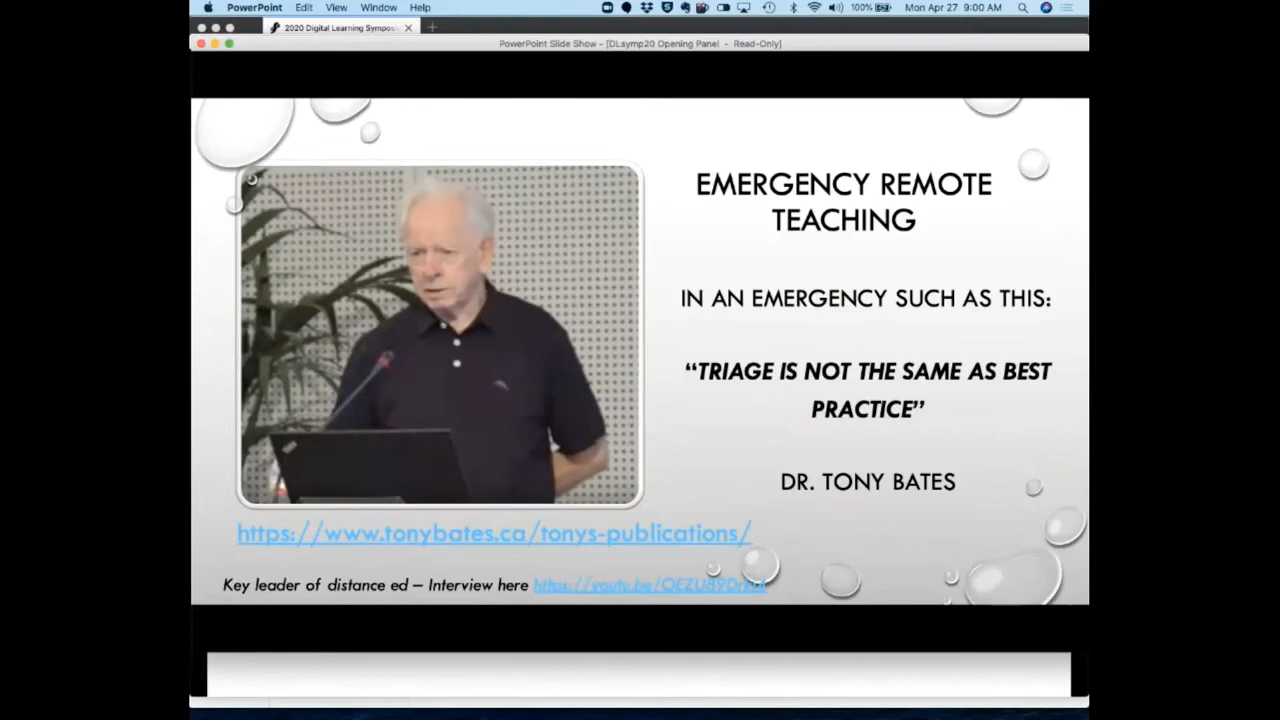 PowerPoint Edit View Window Help 100% Mon Apr 27 9:00 AM
2020 Digital Learning Symposi
PowerPoint Slide Show - [DLsymp20 Opening Panel - Read-Only]
EMERGENCY REMOTE
TEACHING
IN AN EMERGENCY SUCH AS THIS:
“TRIAGE IS NOT THE SAME AS BEST
PRACTICE”
DR. TONY BATES
https://www.tonybates.ca/tonys-publications/
Key leader of distance ed – Interview here